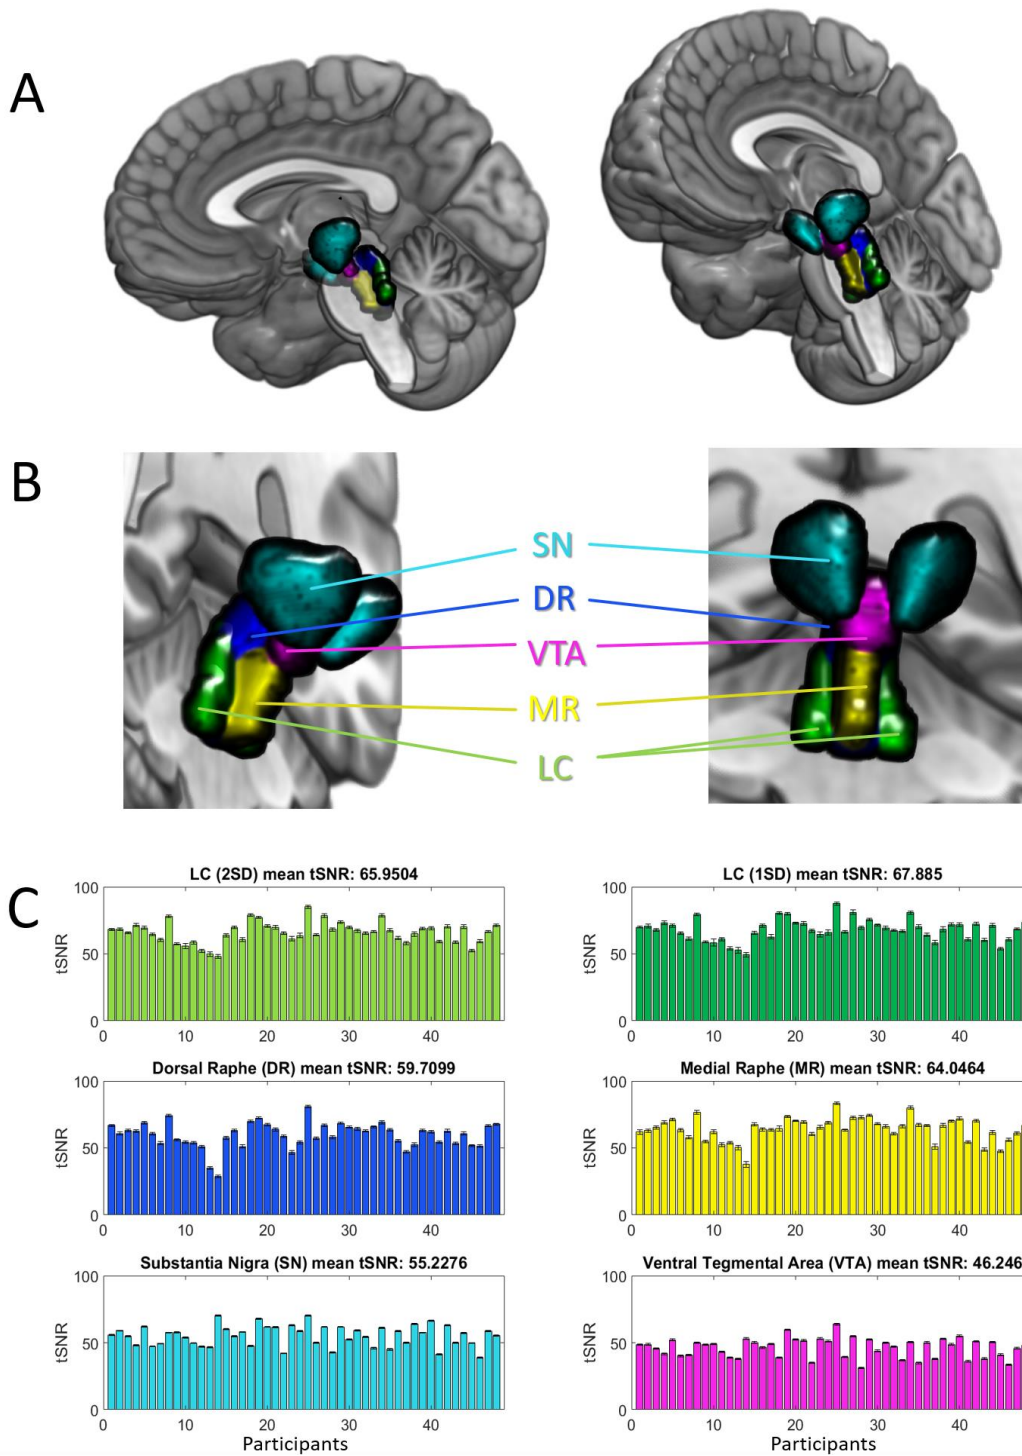 A
B
SN
DR
VTA
MR
LC
C
LC (2SD) mean tSNR: 65.9504
100
50
0
tSNR
0 10 20 30 40
LC (1SD) mean tSNR: 67.885
100
50
0
tSNR
0 10 20 30 40
Dorsal Raphe (DR) mean tSNR: 59.7099
100
50
0
tSNR
0 10 20 30 40
Medial Raphe (MR) mean tSNR: 64.0464
100
50
0
tSNR
0 10 20 30 40
Substantia Nigra (SN) mean tSNR: 55.2276
100
50
0
tSNR
0 10 20 30 40
Participants
Ventral Tegmental Area (VTA) mean tSNR: 46.246
100
50
0
tSNR
0 10 20 30 40
Participants